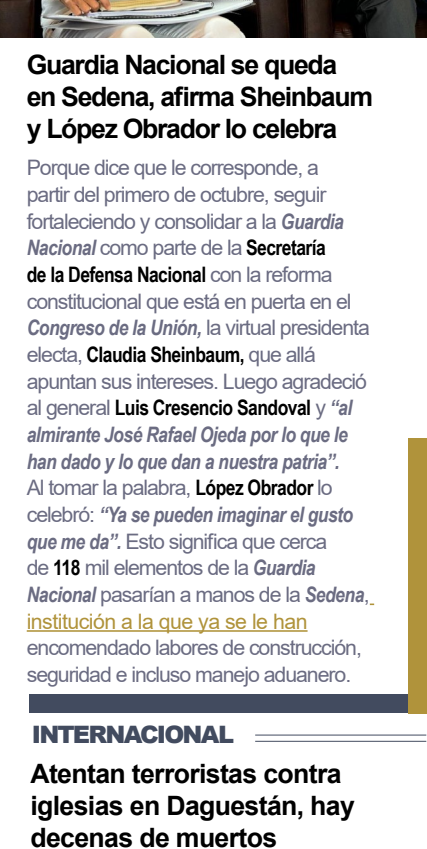 Guardia Nacional se queda
en Sedena, afirma Sheinbaum
y López Obrador lo celebra
Porque dice que le corresponde, a
partir del primero de octubre, seguir
fortaleciendo y consolidar a la Guardia
Nacional como parte de la Secretaría
de la Defensa Nacional con la reforma
constitucional que está en puerta en el
Congreso de la Unión, la virtual presidenta
electa, Claudia Sheinbaum, que allá
apuntan sus intereses. Luego agradeció
al general Luis Cresencio Sandoval y “al
almirante José Rafael Ojeda por lo que le
han dado y lo que dan a nuestra patria”.
Al tomar la palabra, López Obrador lo
celebró: “Ya se pueden imaginar el gusto
que me da”. Esto significa que cerca
de 118 mil elementos de la Guardia
Nacional pasarían a manos de la Sedena,
institución a la que ya se le han
encomendado labores de construcción,
seguridad e incluso manejo aduanero.
INTERNACIONAL
Atentan terroristas contra
iglesias en Daguestán, hay
decenas de muertos